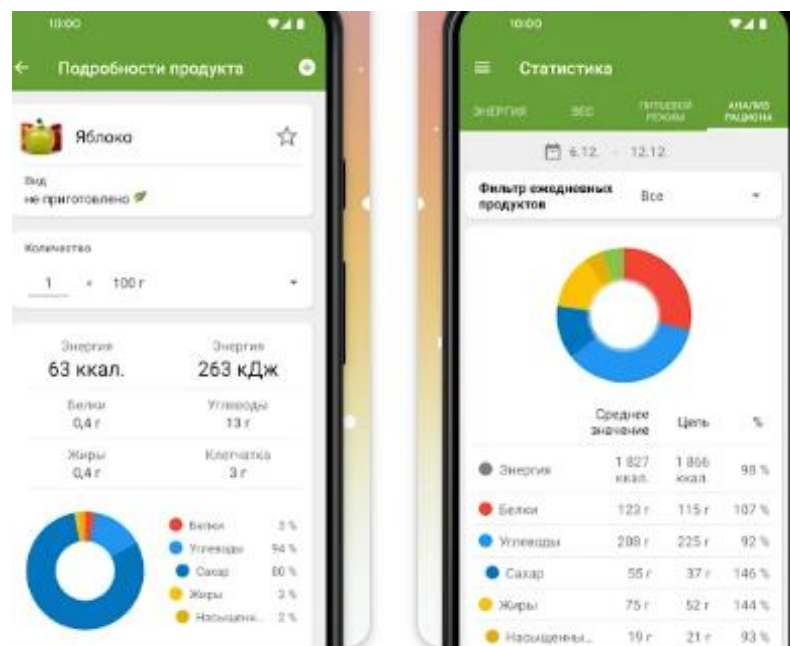 10:00
Подробности продукта
Яблоко
Вид
не приготовлено
Количество
1 × 100 г
Энергия Энергия
63 ккал. 263 кДж
Белки Углеводы
0,4 г 13 г
Жиры Клетчатка
0,4 г 3 г
Белки 3 %
Углеводы 94 %
Сахар 80 %
Жиры 3 %
Насыщенн... 2 %
10:00
Статистика
ЭНЕРГИЯ ВЕС ПИТЬЕВОЙ РЕЖИМ АНАЛИЗ РАЦИОНА
6.12. - 12.12.
Фильтр ежедневных Все
продуктов
Среднее значение Цель %
Энергия 1 827 ккал. 1 866 ккал. 98 %
Белки 123 г 115 г 107 %
Углеводы 208 г 225 г 92 %
Сахар 55 г 37 г 146 %
Жиры 75 г 52 г 144 %
Насыщенны... 19 г 21 г 93 %